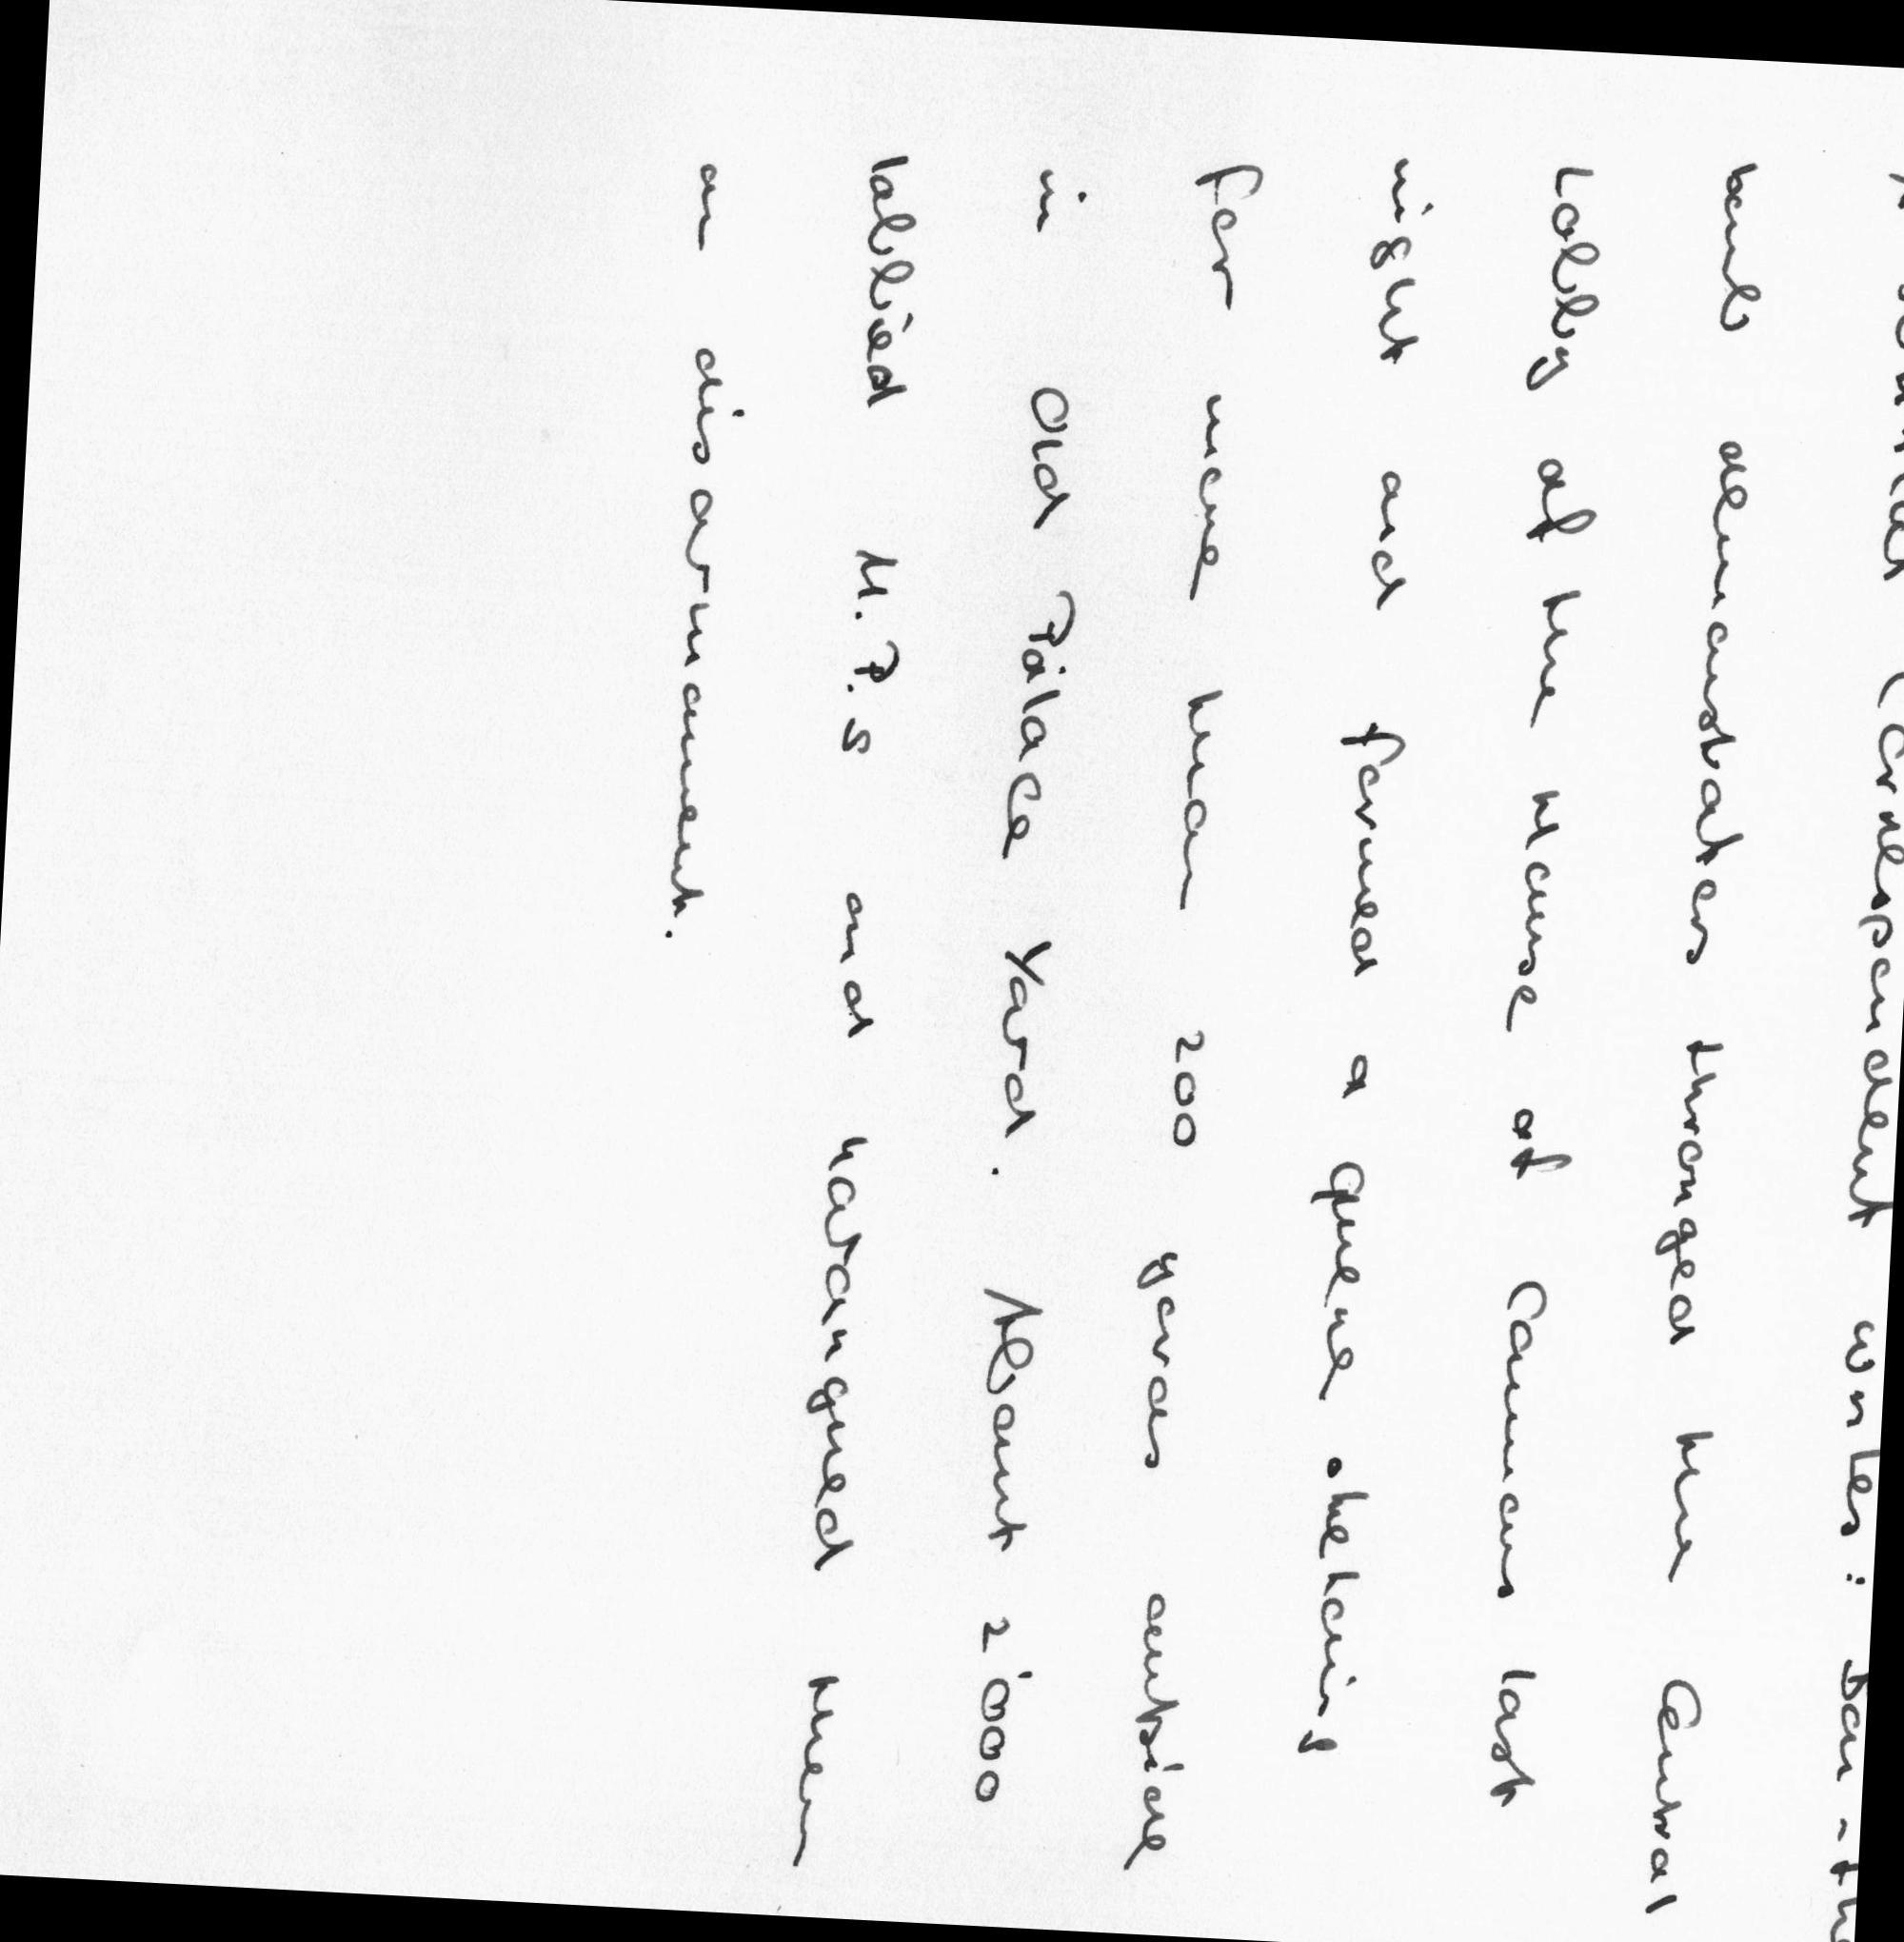 Correspondent writes: Ban-the
bomb demonstrators thronged the Central
Lobby of the House of Commons last
night and formed a queue stretching
for more than 200 yards outside
in Old Palace Yard. About 2'000
lobbied M.P.s and harangued them
on disarmament.